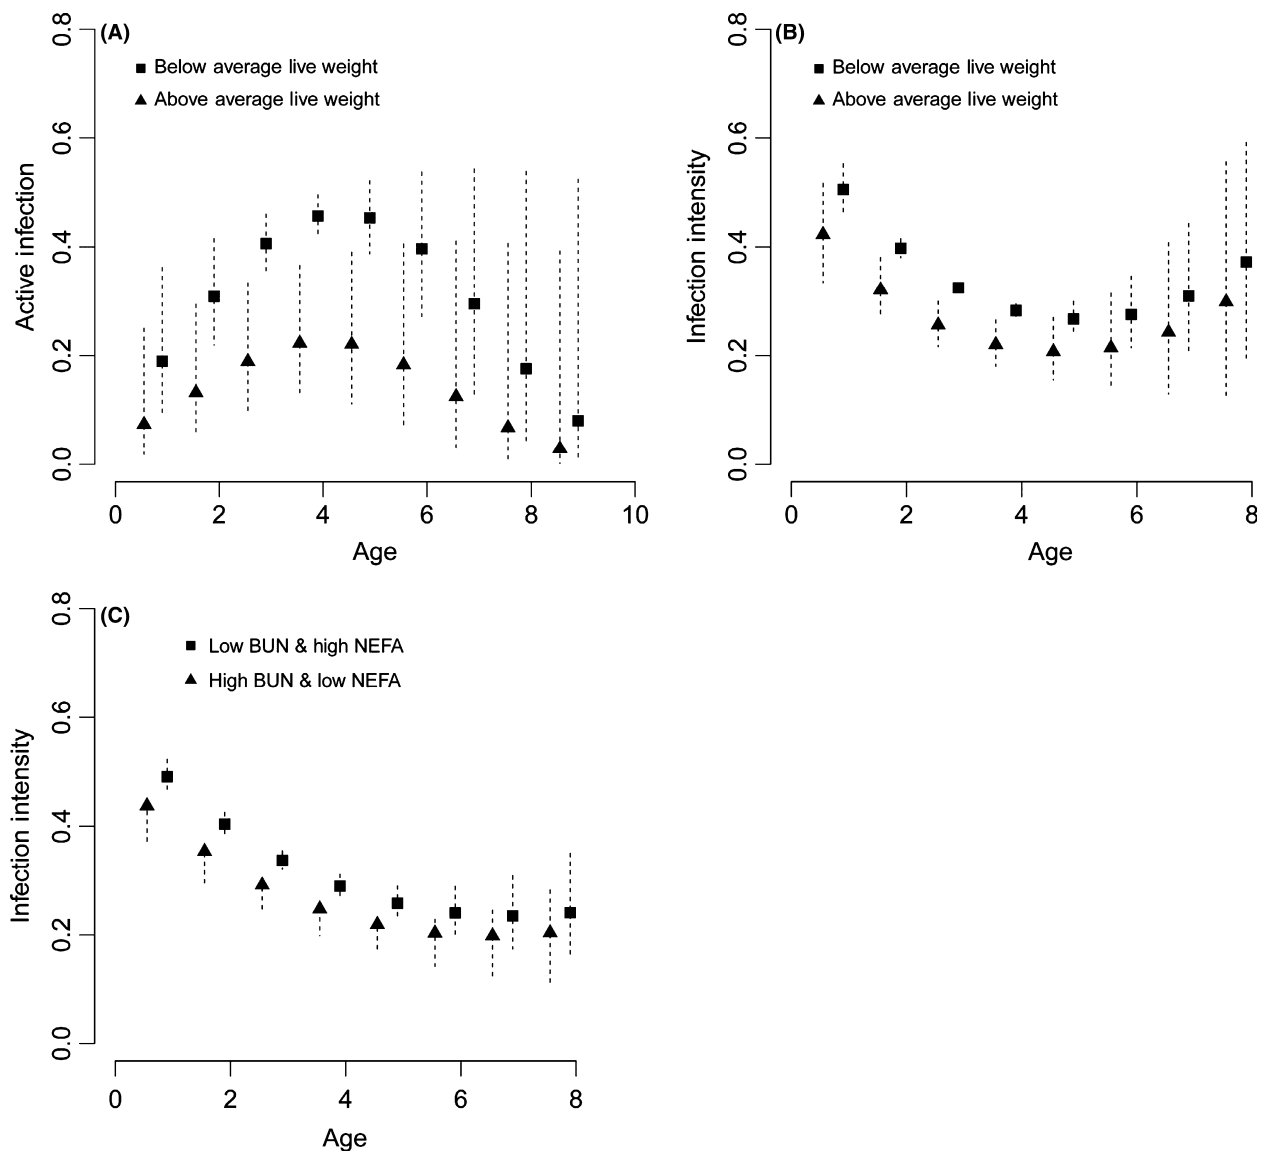 (A)
Below average live weight
Above average live weight
Active infection
0.0 0.2 0.4 0.6 0.8
0 2 4 6 8 10
Age
(B)
Below average live weight
Above average live weight
Infection intensity
0.0 0.2 0.4 0.6 0.8
0 2 4 6 8
Age
(C)
Low BUN & high NEFA
High BUN & low NEFA
Infection intensity
0.0 0.2 0.4 0.6 0.8
0 2 4 6 8
Age